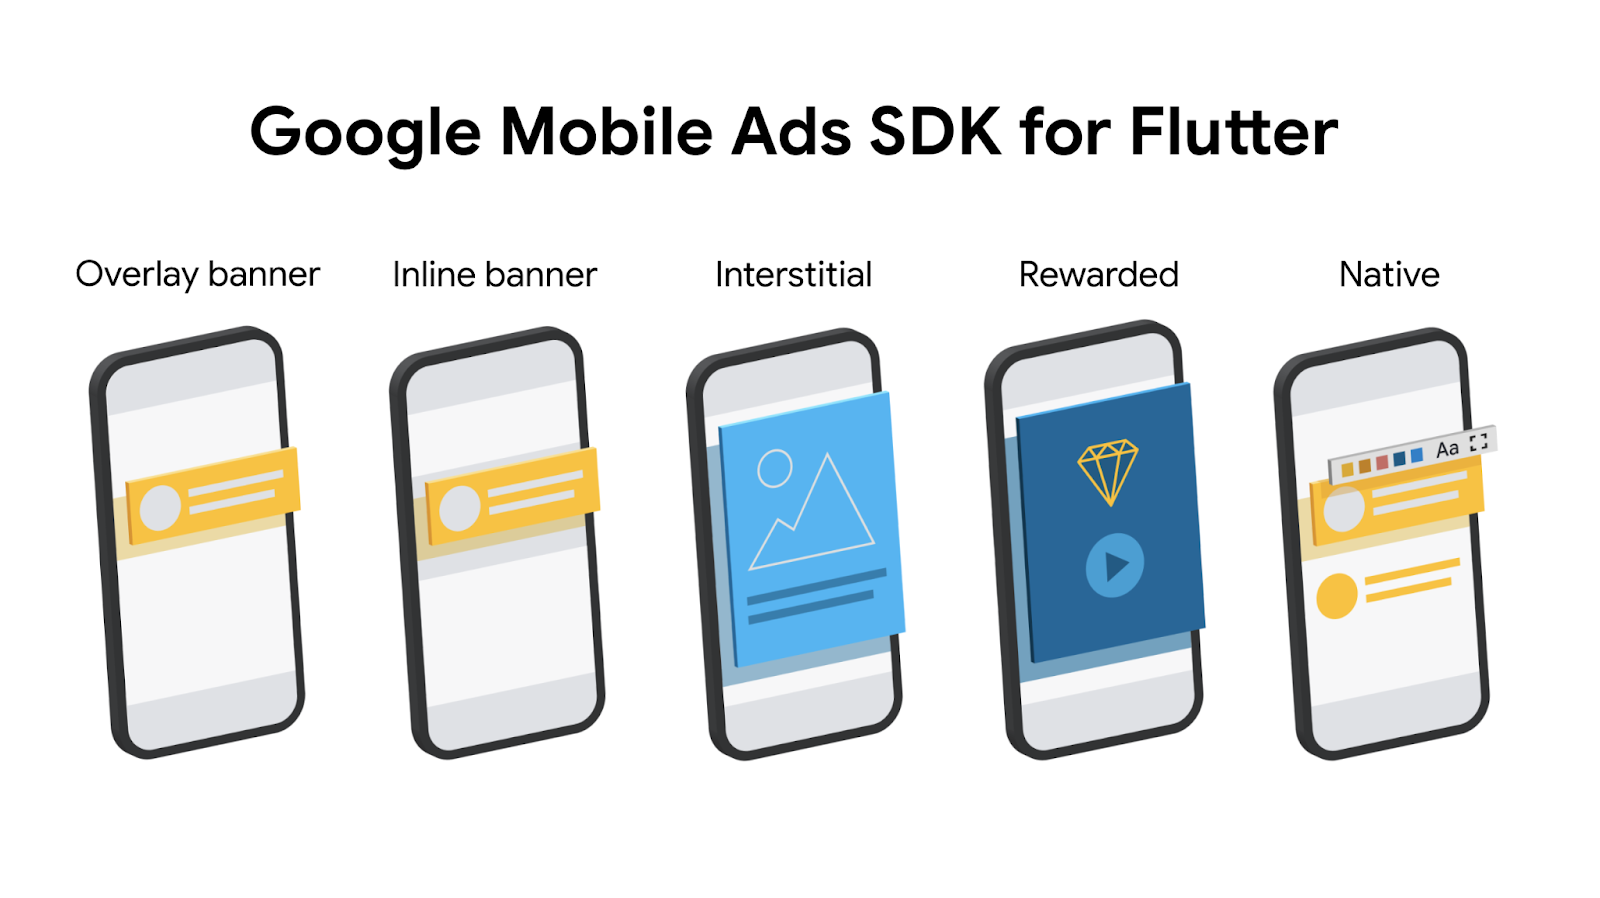 Google Mobile Ads SDK for Flutter
Overlay banner
Inline banner
Interstitial
Rewarded
Native
Aa